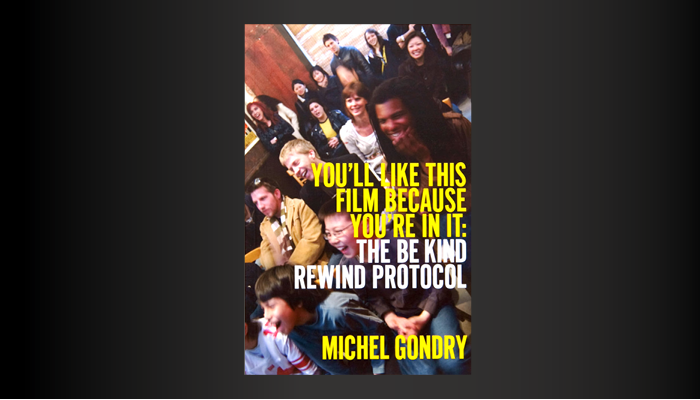 YOU'LL LIKE THIS
FILM BECAUSE
YOU'RE IN IT:
THE BE KIND
REWIND PROTOCOL
MICHEL GONDRY